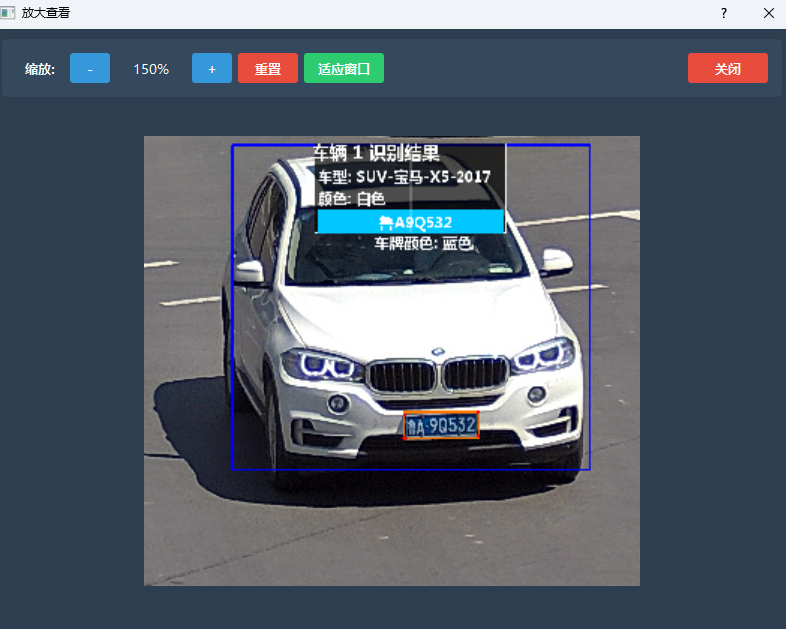 放大查看
?
缩放:
-
150%
+
重置
适应窗口
关闭
车辆 1 识别结果
车型: SUV-宝马-X5-2017
颜色: 白色
鲁A9Q532
车牌颜色: 蓝色
鲁A·9Q532